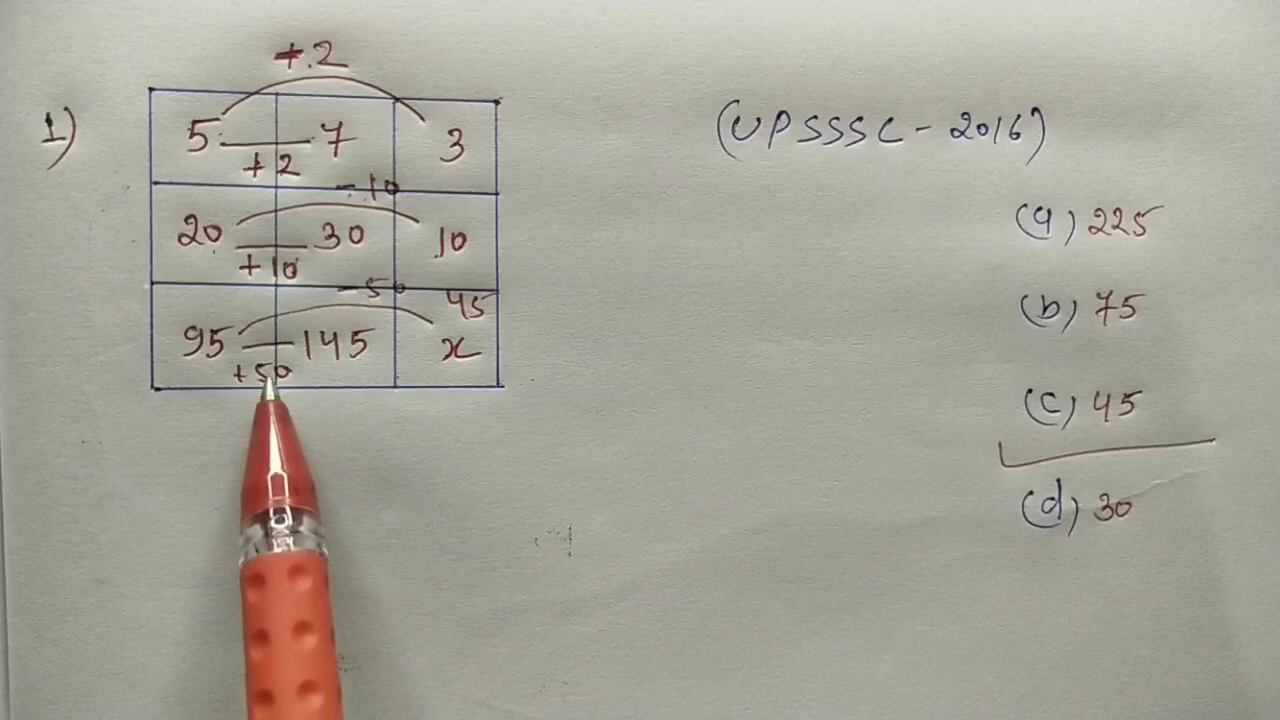 +.2
1) 5 7 3 (UPSSSC - 2016)
+2
-10
20 30 10 (a) 225
+10
-50
45 (b) 75
95 145 x
+50
(c) 45
(d) 30